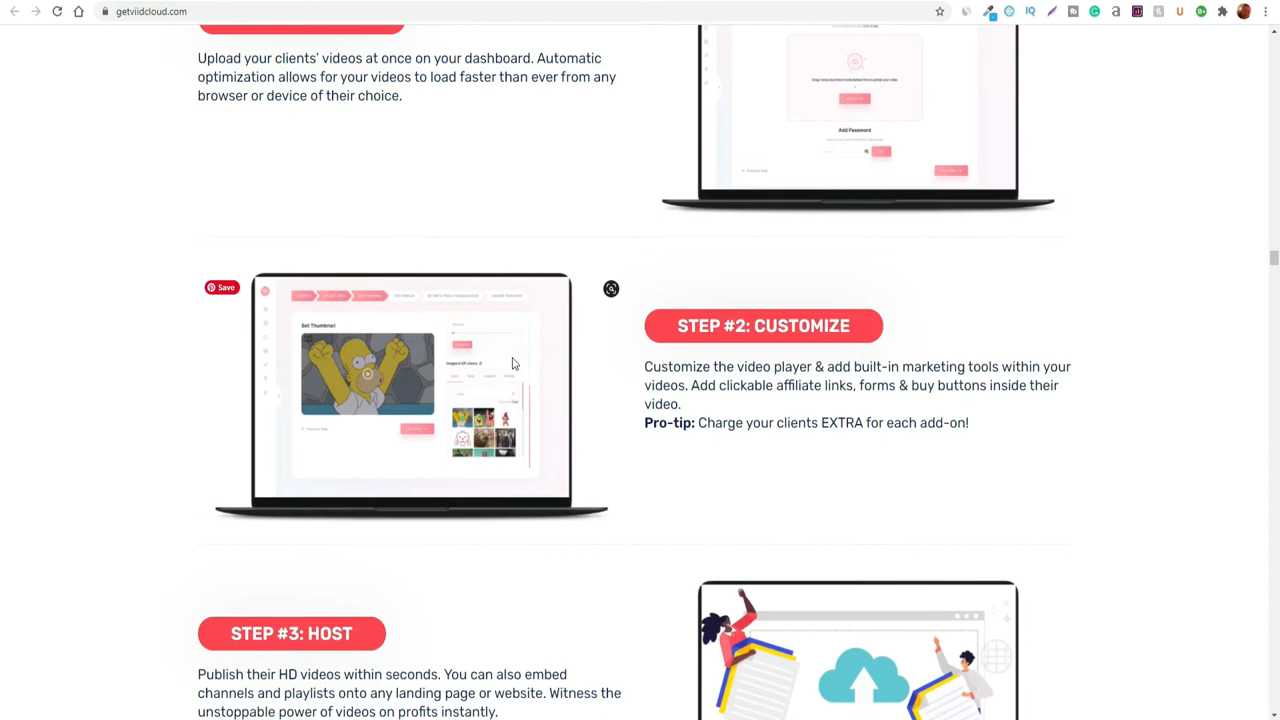 getviidcloud.com
Upload your clients' videos at once on your dashboard. Automatic
optimization allows for your videos to load faster than ever from any
browser or device of their choice.
Add Password
Save
Set Thumbnail
STEP #2: CUSTOMIZE
Customize the video player & add built-in marketing tools within your
videos. Add clickable affiliate links, forms & buy buttons inside their
video.
Pro-tip: Charge your clients EXTRA for each add-on!
STEP #3: HOST
Publish their HD videos within seconds. You can also embed
channels and playlists onto any landing page or website. Witness the
unstoppable power of videos on profits instantly.